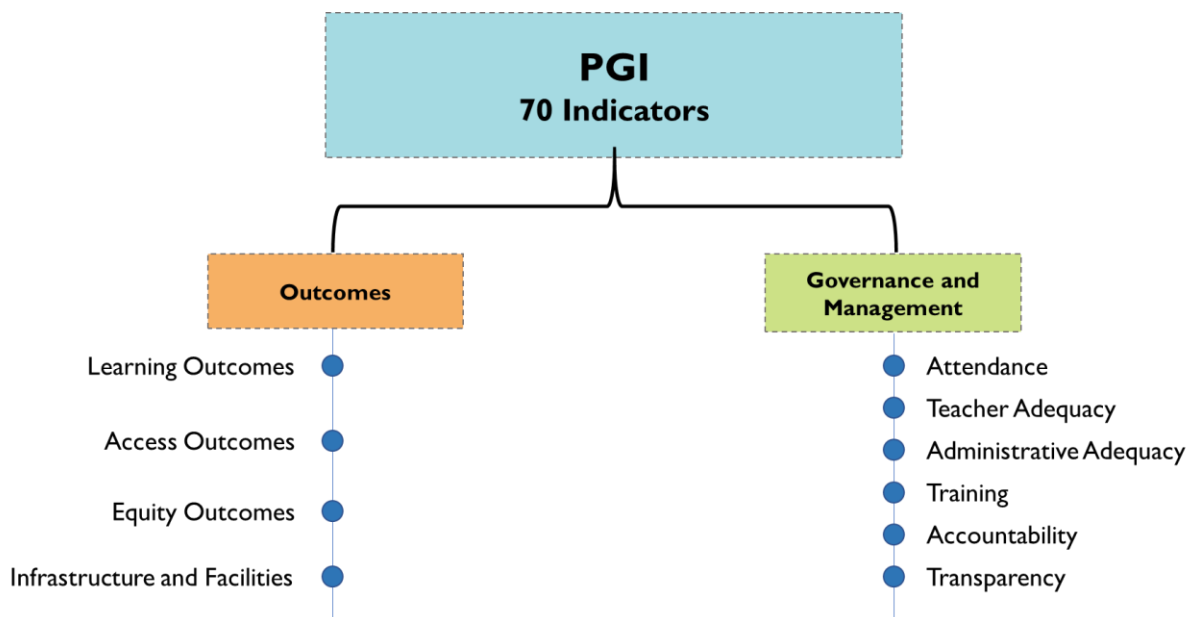 PGI
70 Indicators
Outcomes
Learning Outcomes
Access Outcomes
Equity Outcomes
Infrastructure and Facilities
Governance and
Management
Attendance
Teacher Adequacy
Administrative Adequacy
Training
Accountability
Transparency